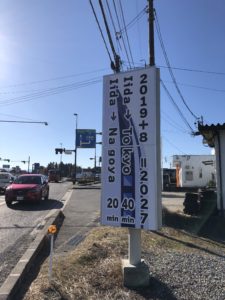 2019+8=2027
Iida → TOkyo 40 min
Iida → Nagoya 20 min